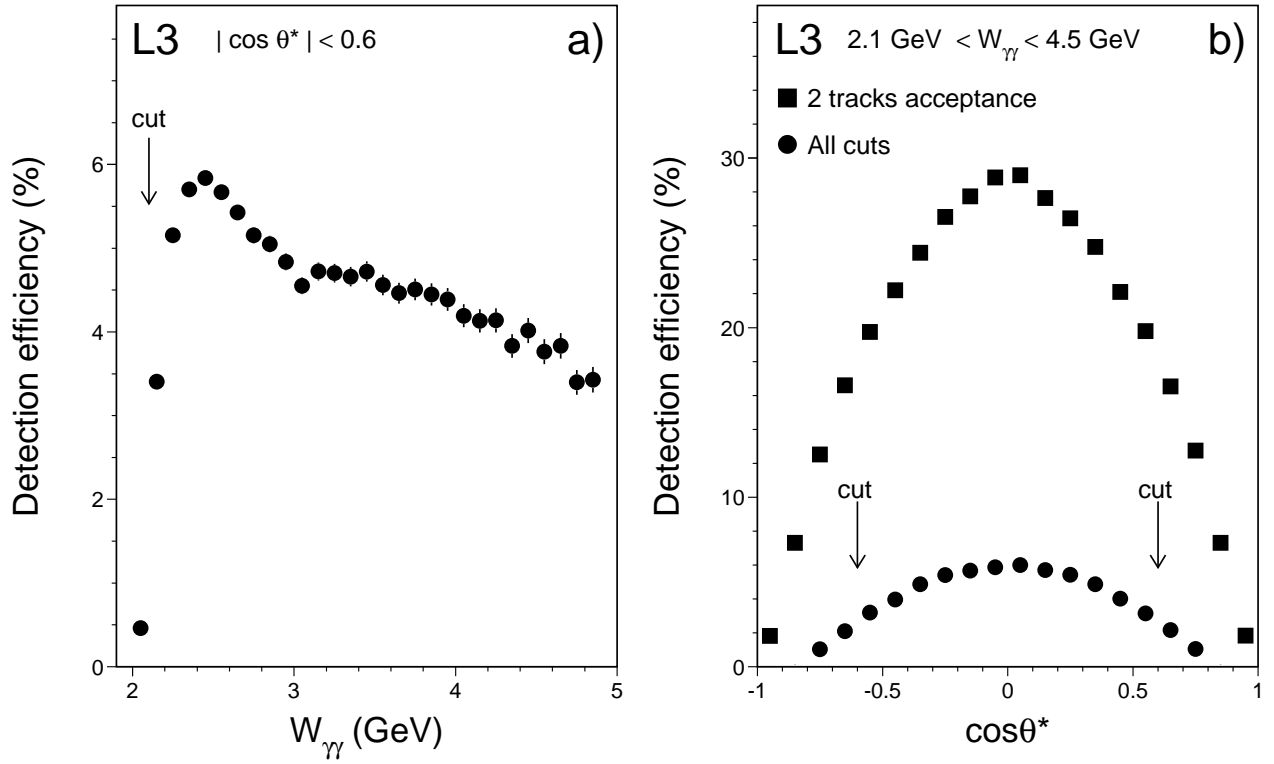 L3 | cos θ* | < 0.6 a)
cut
6
4
2
0
2 3 4 5
Detection efficiency (%)
Wγγ (GeV)
L3 2.1 GeV < Wγγ < 4.5 GeV b)
2 tracks acceptance
All cuts
30
20
10
0
cut cut
-1 -0.5 0 0.5 1
Detection efficiency (%)
cosθ*